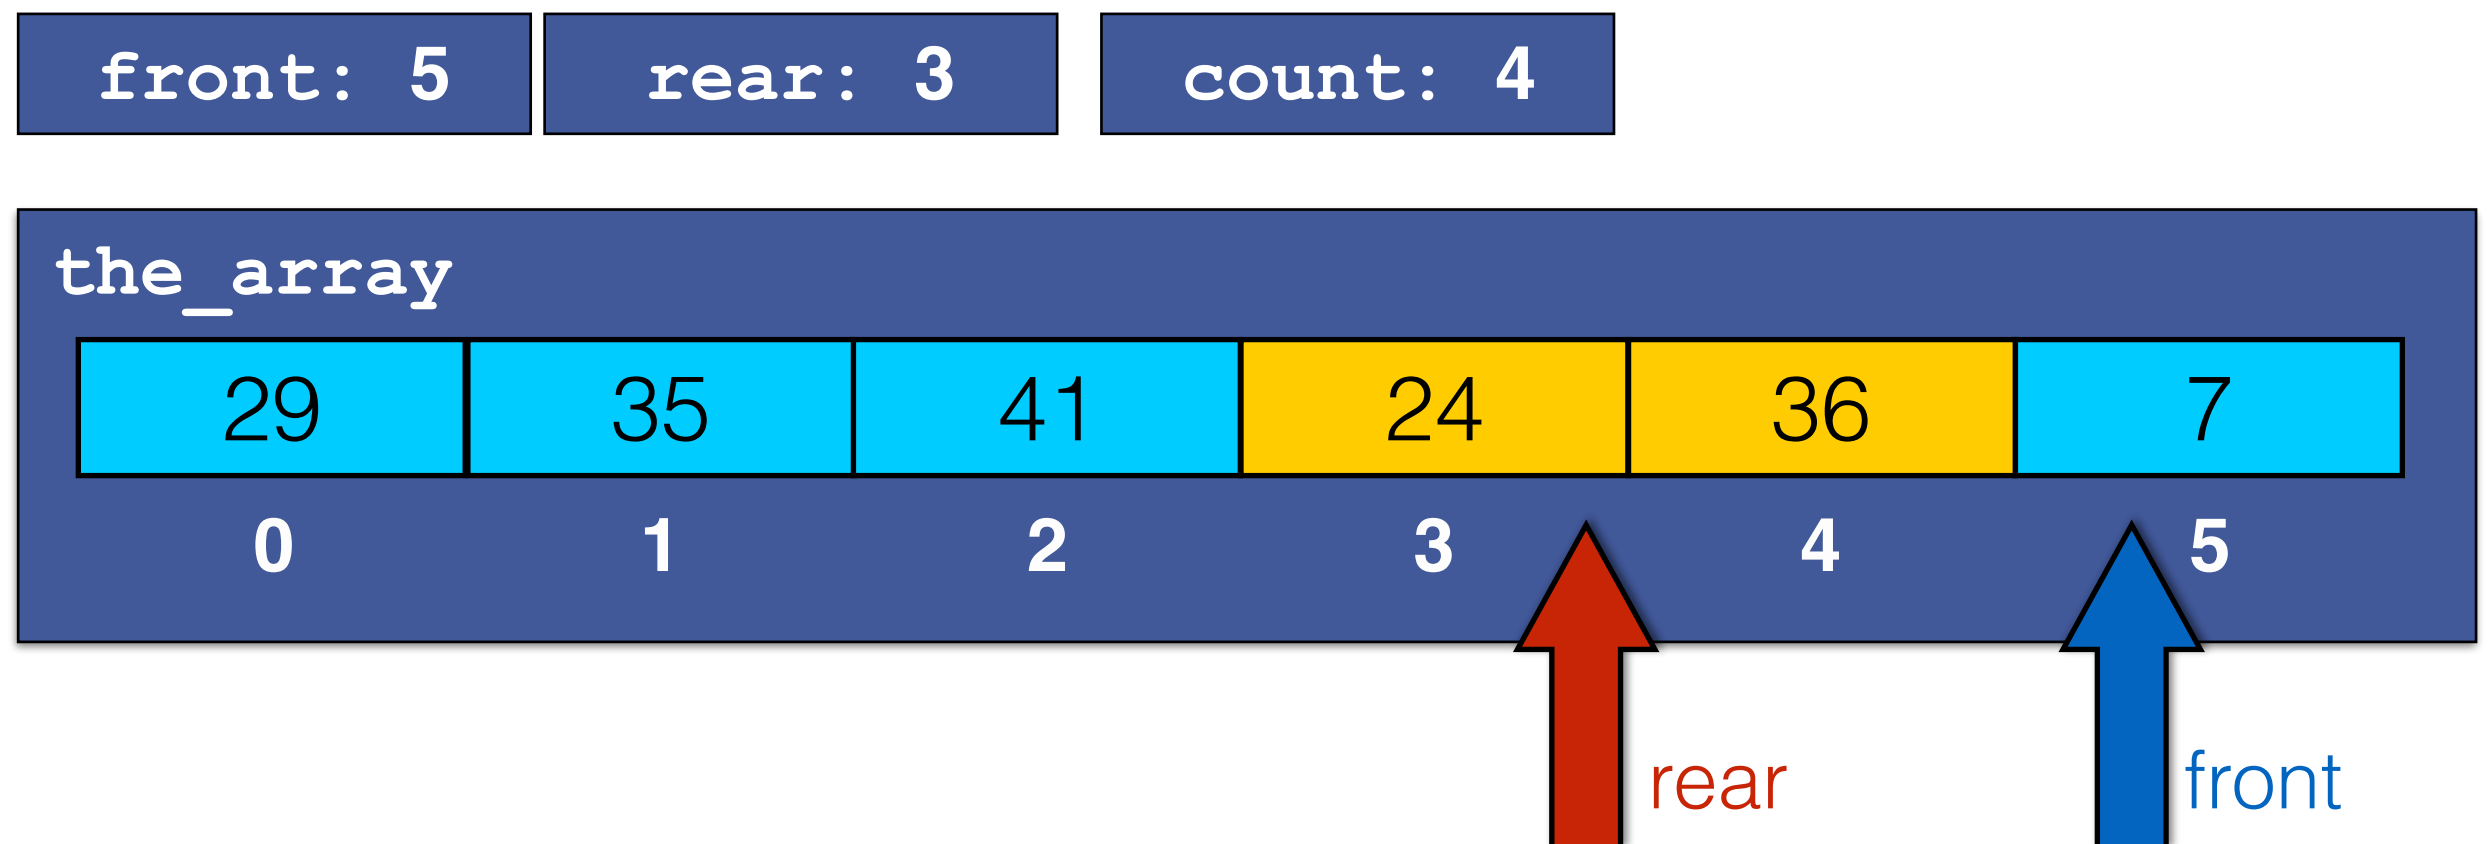 front: 5 rear: 3 count: 4
the_array
29 35 41 24 36 7
0 1 2 3 4 5
rear front